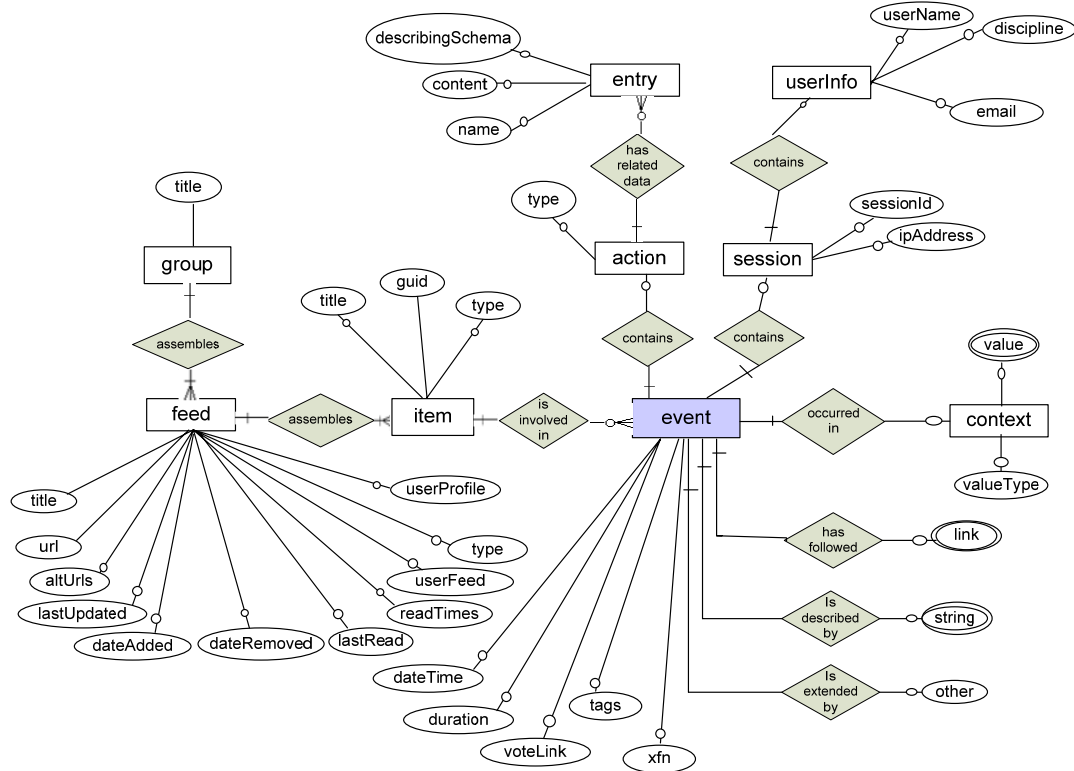 userName
discipline
describingSchema
entry
userInfo
content
email
name
has
related
data
contains
title
type
sessionId
ipAddress
group
action
session
guid
title
type
assembles
contains
contains
value
feed
assembles
item
is
involved
in
event
occurred
in
context
userProfile
valueType
title
url
type
has
followed
link
altUrls
userFeed
lastUpdated
readTimes
dateAdded
dateRemoved
lastRead
Is
described
by
string
dateTime
Is
extended
by
other
duration
tags
voteLink
xfn